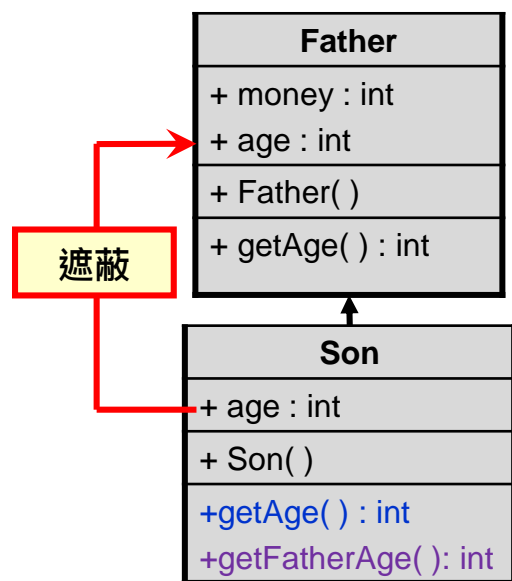 Father
+ money : int
+ age : int
+ Father( )
+ getAge( ) : int
遮蔽
Son
+ age : int
+ Son( )
+getAge( ) : int
+getFatherAge( ): int